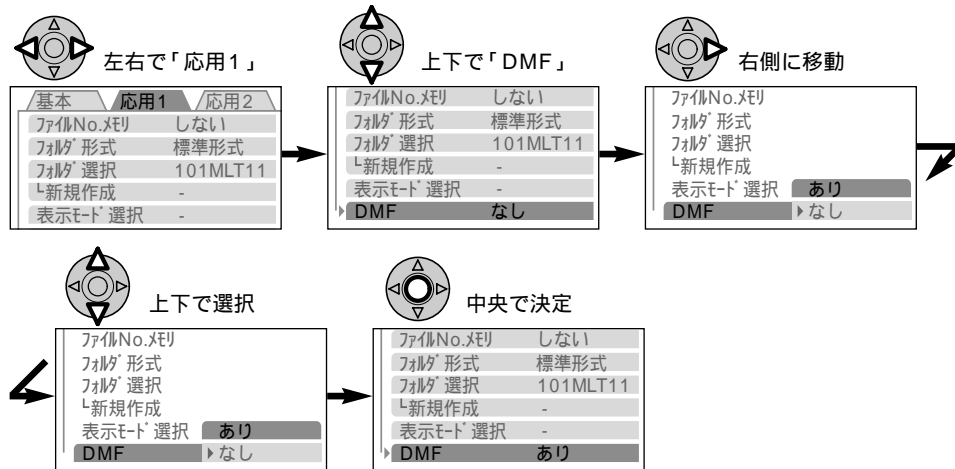 左右で「応用1」
基本 応用1 応用2
ﾌｧｲﾙNo.ﾒﾓﾘ しない
ﾌｫﾙﾀﾞ形式 標準形式
ﾌｫﾙﾀﾞ選択 101MLT11
└新規作成 -
表示ﾓｰﾄﾞ選択 -
上下で「DMF」
ﾌｧｲﾙNo.ﾒﾓﾘ しない
ﾌｫﾙﾀﾞ形式 標準形式
ﾌｫﾙﾀﾞ選択 101MLT11
└新規作成 -
表示ﾓｰﾄﾞ選択 -
DMF なし
右側に移動
ﾌｧｲﾙNo.ﾒﾓﾘ
ﾌｫﾙﾀﾞ形式
ﾌｫﾙﾀﾞ選択
└新規作成
表示ﾓｰﾄﾞ選択 あり
DMF なし
上下で選択
ﾌｧｲﾙNo.ﾒﾓﾘ
ﾌｫﾙﾀﾞ形式
ﾌｫﾙﾀﾞ選択
└新規作成
表示ﾓｰﾄﾞ選択 あり
DMF なし
中央で決定
ﾌｧｲﾙNo.ﾒﾓﾘ しない
ﾌｫﾙﾀﾞ形式 標準形式
ﾌｫﾙﾀﾞ選択 101MLT11
└新規作成 -
表示ﾓｰﾄﾞ選択 -
DMF あり